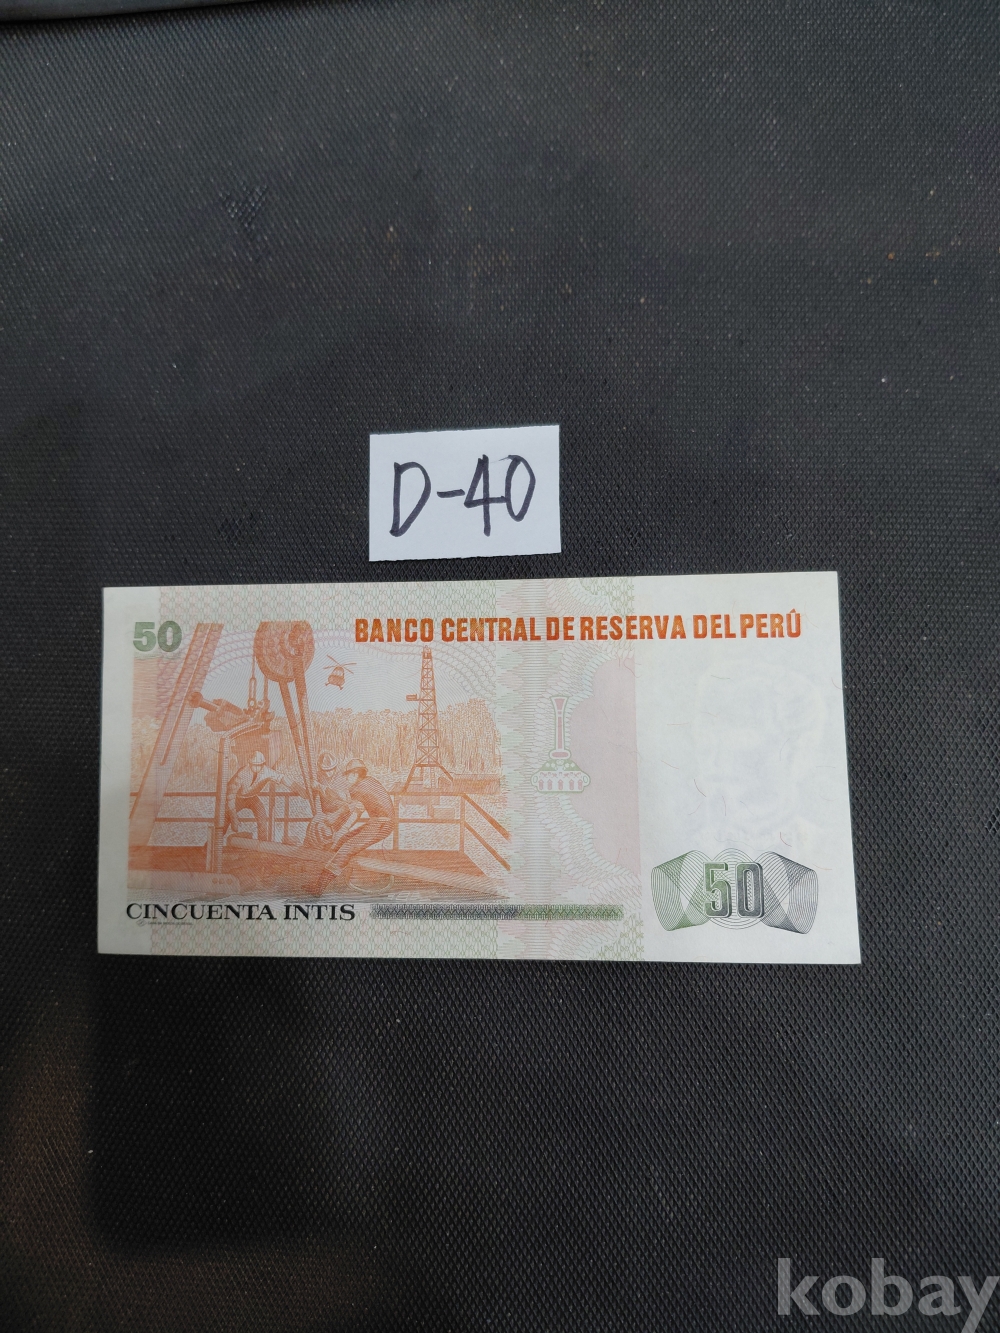 D-40
50
BANCO CENTRAL DE RESERVA DEL PERÚ
CINCUENTA INTIS
50
kobay